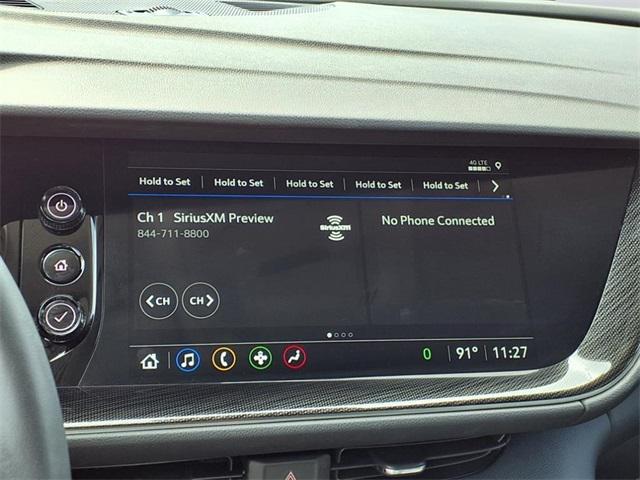 4G LTE
Hold to Set Hold to Set Hold to Set Hold to Set Hold to Set
Ch 1 SiriusXM Preview
844-711-8800
SiriusXM
No Phone Connected
CH CH
0 91° 11:27